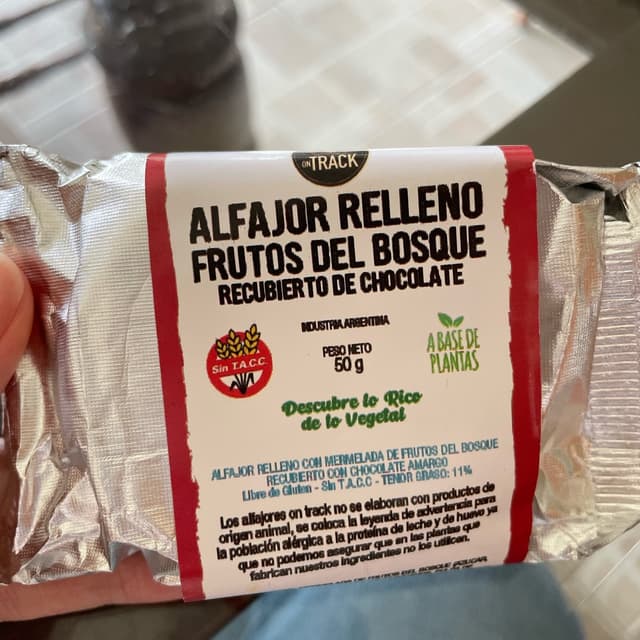 ON TRACK
ALFAJOR RELLENO
FRUTOS DEL BOSQUE
RECUBIERTO DE CHOCOLATE
INDUSTRIA ARGENTINA
Sin T.A.C.C.
PESO NETO
50 g
A BASE DE
PLANTAS
Descubre lo Rico
de lo Vegetal
ALFAJOR RELLENO CON MERMELADA DE FRUTOS DEL BOSQUE
RECUBIERTO CON CHOCOLATE AMARGO
Libre de Gluten - Sin T.A.C.C - TENOR GRASO: 11%
Los alfajores on track no se elaboran con productos de
origen animal, se coloca la leyenda de advertencia para
la población alérgica a la proteína de leche y de huevo ya
que no podemos asegurar que en las plantas que
fabrican nuestros ingredientes no los utilicen.
DE FRUTOS DEL BOSQUE